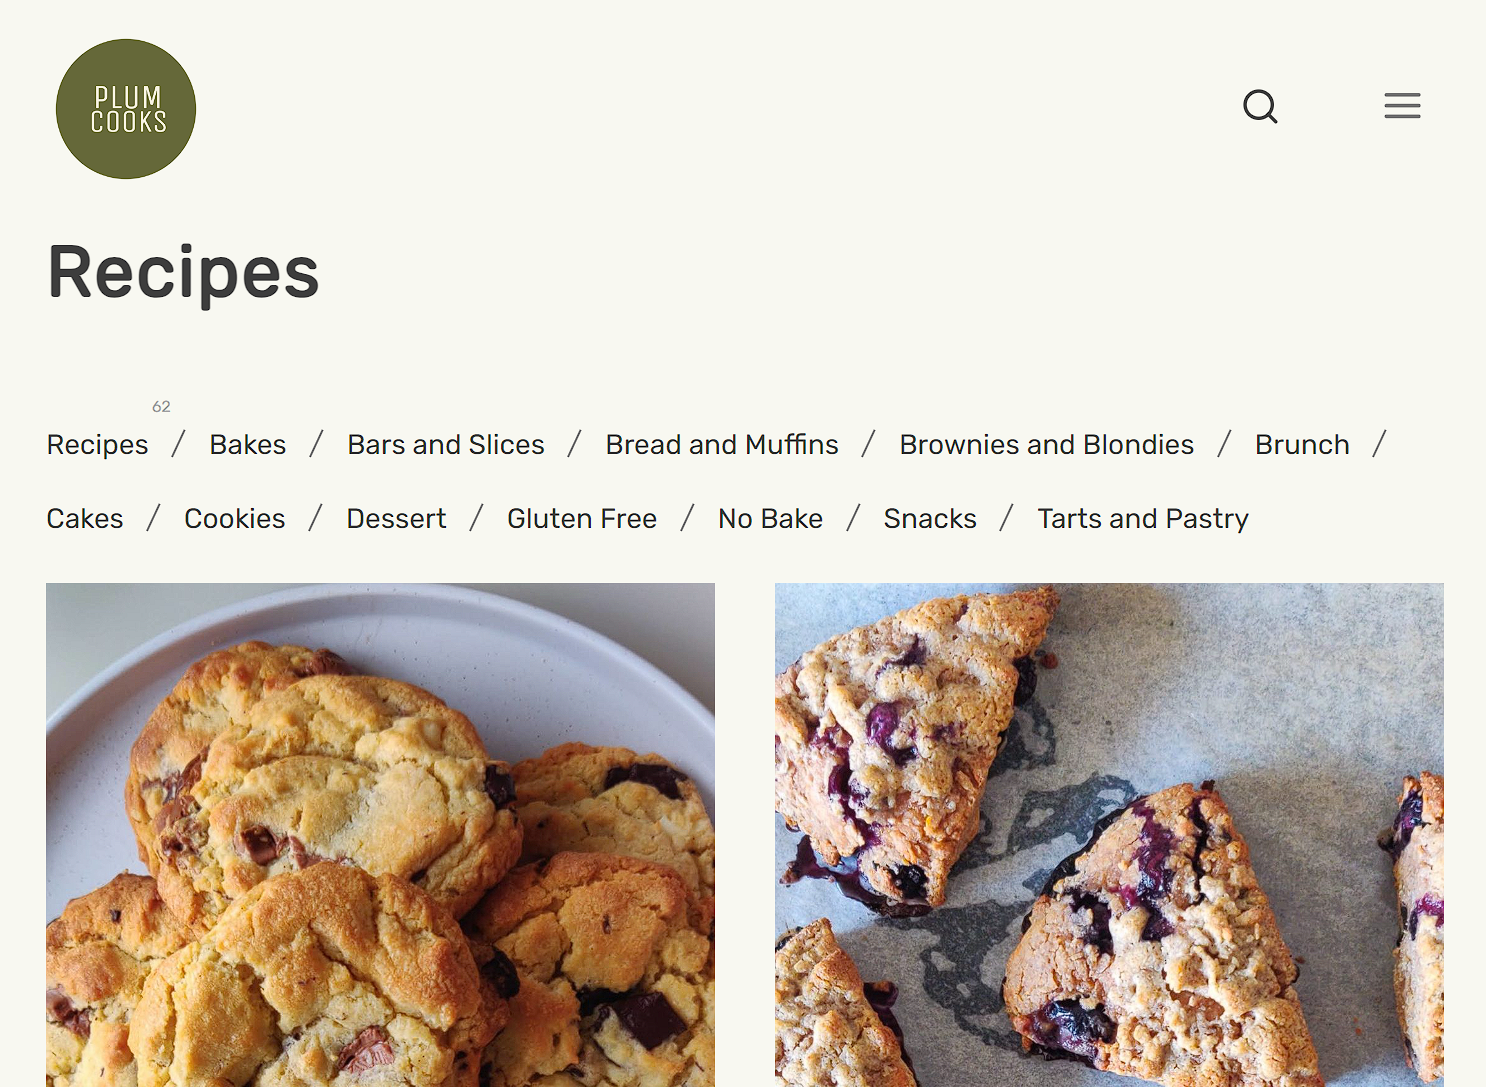 PLUM
COOKS
Recipes
62
Recipes / Bakes / Bars and Slices / Bread and Muffins / Brownies and Blondies / Brunch /
Cakes / Cookies / Dessert / Gluten Free / No Bake / Snacks / Tarts and Pastry